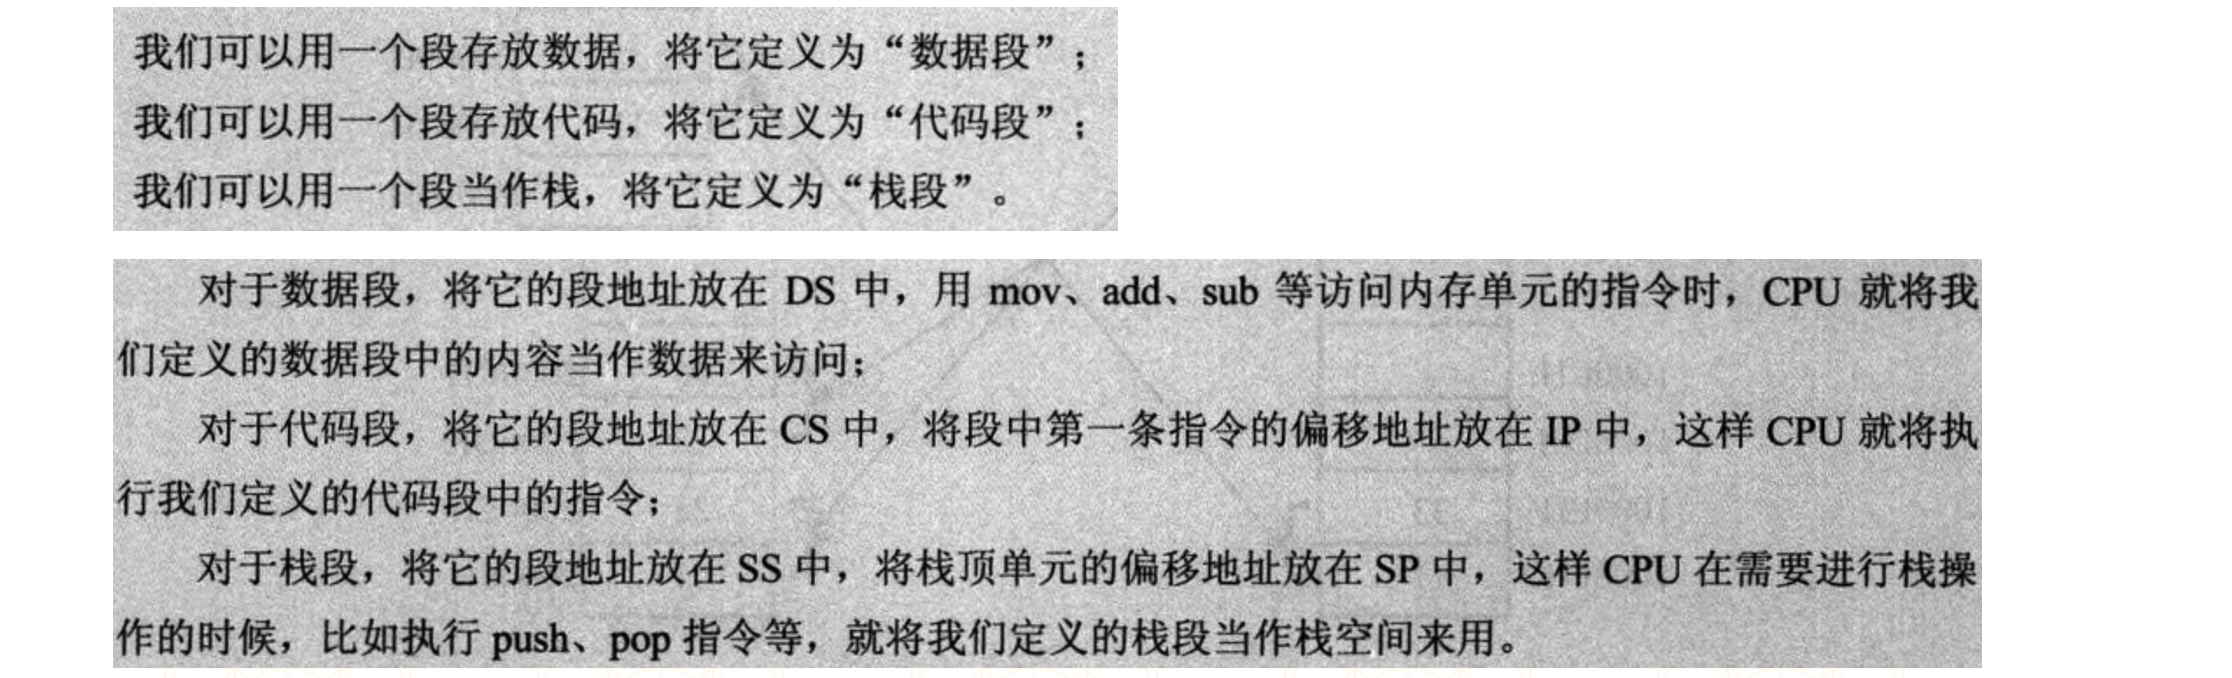 我们可以用一个段存放数据，将它定义为“数据段”；
我们可以用一个段存放代码，将它定义为“代码段”；
我们可以用一个段当作栈，将它定义为“栈段”。
对于数据段，将它的段地址放在 DS 中，用 mov、add、sub 等访问内存单元的指令时，CPU 就将我
们定义的数据段中的内容当作数据来访问；
对于代码段，将它的段地址放在 CS 中，将段中第一条指令的偏移地址放在 IP 中，这样 CPU 就将执
行我们定义的代码段中的指令；
对于栈段，将它的段地址放在 SS 中，将栈顶单元的偏移地址放在 SP 中，这样 CPU 在需要进行栈操
作的时候，比如执行 push、pop 指令等，就将我们定义的栈段当作栈空间来用。